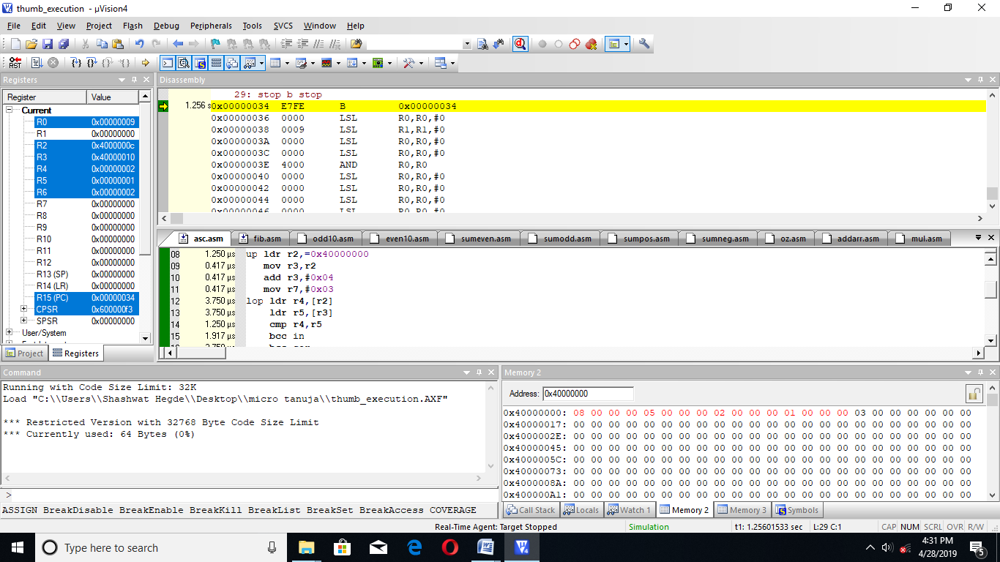 thumb_execution - µVision4
File Edit View Project Flash Debug Peripherals Tools SVCS Window Help
Registers
Register Value
Current
R0 0x00000009
R1 0x00000000
R2 0x4000000c
R3 0x40000010
R4 0x00000002
R5 0x00000001
R6 0x00000002
R7 0x00000000
R8 0x00000000
R9 0x00000000
R10 0x00000000
R11 0x00000000
R12 0x00000000
R13 (SP) 0x00000000
R14 (LR) 0x00000000
R15 (PC) 0x00000034
CPSR 0x600000f3
SPSR 0x00000000
User/System
Project Registers
Disassembly
29: stop b stop
1.256 s 0x00000034 E7FE B 0x00000034
0x00000036 0000 LSL R0,R0,#0
0x00000038 0009 LSL R1,R1,#0
0x0000003A 0000 LSL R0,R0,#0
0x0000003C 0000 LSL R0,R0,#0
0x0000003E 4000 AND R0,R0
0x00000040 0000 LSL R0,R0,#0
0x00000042 0000 LSL R0,R0,#0
0x00000044 0000 LSL R0,R0,#0
0x00000046 0000 LSL R0,R0,#0
asc.asm fib.asm odd10.asm even10.asm sumeven.asm sumodd.asm sumpos.asm sumneg.asm oz.asm addarr.asm mul.asm
08 1.250 µs up ldr r2,=0x40000000
09 0.417 µs mov r3,r2
10 0.417 µs add r3,#0x04
11 0.417 µs mov r7,#0x03
12 3.750 µs lop ldr r4,[r2]
13 3.750 µs ldr r5,[r3]
14 1.250 µs cmp r4,r5
15 1.917 µs bcc in
Command
Running with Code Size Limit: 32K
Load "C:\\Users\\Shashwat Hegde\\Desktop\\micro tanuja\\thumb_execution.AXF"
*** Restricted Version with 32768 Byte Code Size Limit
*** Currently used: 64 Bytes (0%)
>
ASSIGN BreakDisable BreakEnable BreakKill BreakList BreakSet BreakAccess COVERAGE
Memory 2
Address: 0x40000000
0x40000000: 08 00 00 00 05 00 00 00 02 00 00 00 01 00 00 00 03 00 00 00 00 00 00
0x40000017: 00 00 00 00 00 00 00 00 00 00 00 00 00 00 00 00 00 00 00 00 00 00 00
0x4000002E: 00 00 00 00 00 00 00 00 00 00 00 00 00 00 00 00 00 00 00 00 00 00 00
0x40000045: 00 00 00 00 00 00 00 00 00 00 00 00 00 00 00 00 00 00 00 00 00 00 00
0x4000005C: 00 00 00 00 00 00 00 00 00 00 00 00 00 00 00 00 00 00 00 00 00 00 00
0x40000073: 00 00 00 00 00 00 00 00 00 00 00 00 00 00 00 00 00 00 00 00 00 00 00
0x4000008A: 00 00 00 00 00 00 00 00 00 00 00 00 00 00 00 00 00 00 00 00 00 00 00
0x400000A1: 00 00 00 00 00 00 00 00 00 00 00 00 00 00 00 00 00 00 00 00 00 00 00
Call Stack Locals Watch 1 Memory 2 Memory 3 Symbols
Real-Time Agent: Target Stopped Simulation t1: 1.25601533 sec L:29 C:1 CAP NUM SCRL OVR R/W
Type here to search
4:31 PM
4/28/2019
5